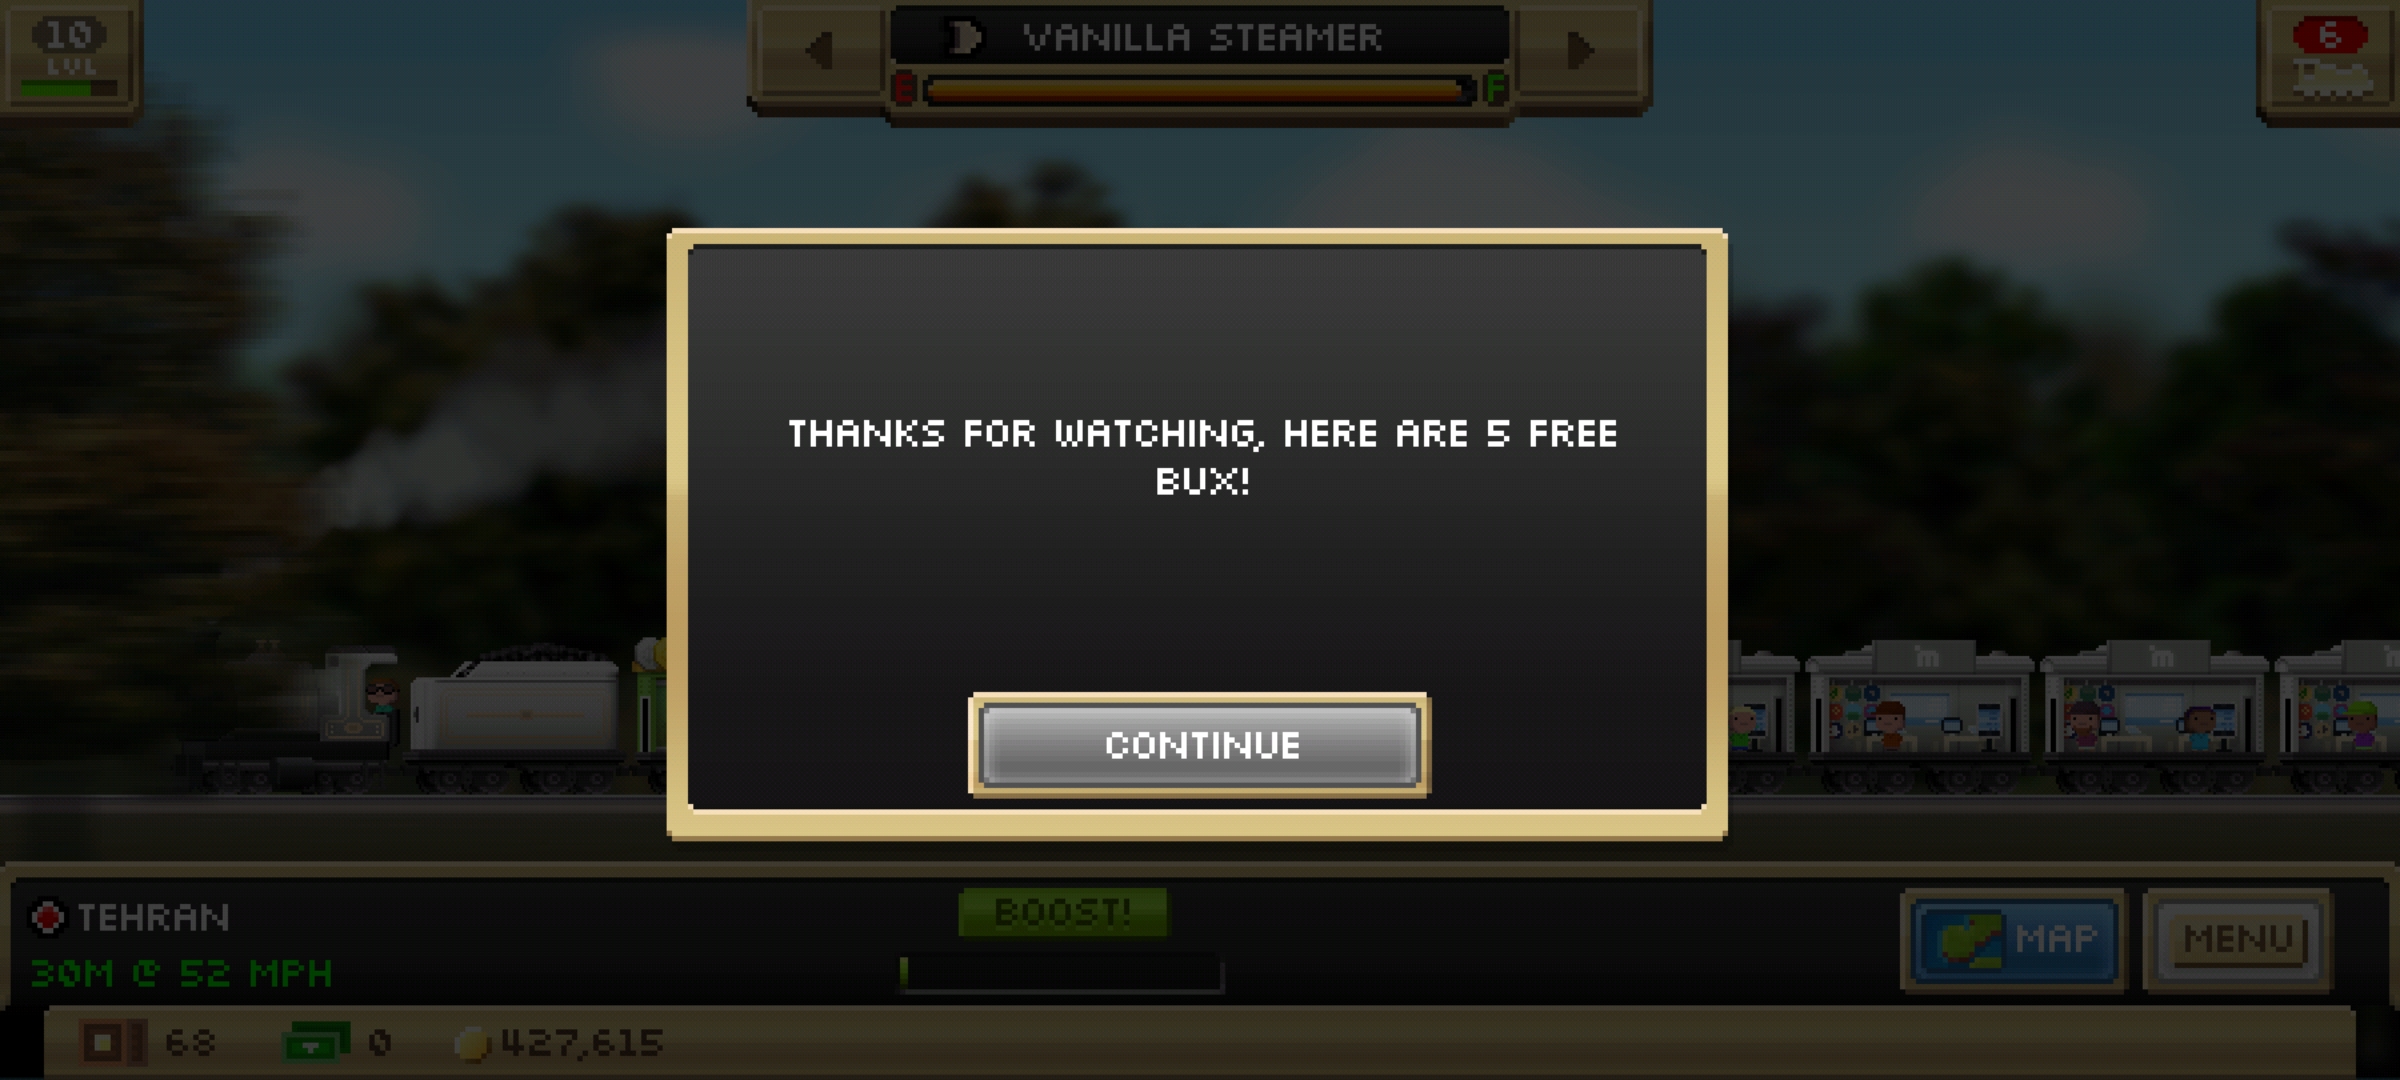 10
LVL
VANILLA STEAMER
E F
6
THANKS FOR WATCHING, HERE ARE 5 FREE
BUX!
CONTINUE
TEHRAN
30M @ 52 MPH
BOOST!
MAP
MENU
68 0 427,615